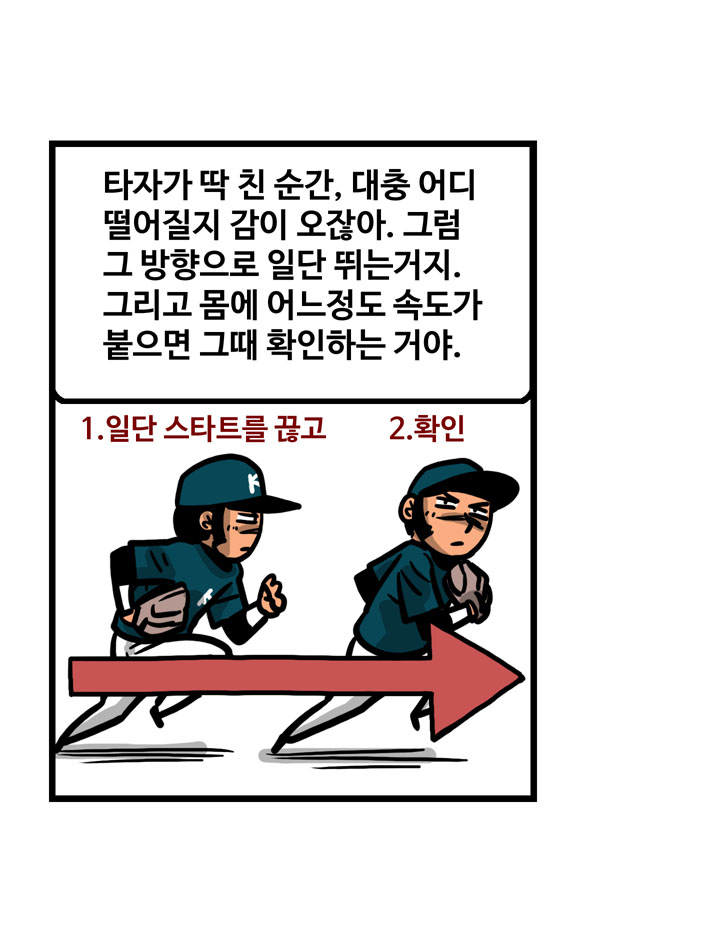 타자가 딱 친 순간, 대충 어디
떨어질지 감이 오잖아. 그럼
그 방향으로 일단 뛰는거지.
그리고 몸에 어느정도 속도가
붙으면 그때 확인하는 거야.
1.일단 스타트를 끊고
2.확인
K